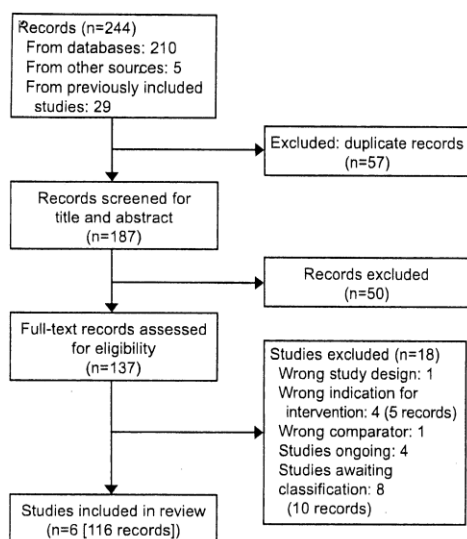 Records (n=244)
From databases: 210
From other sources: 5
From previously included
studies: 29
Excluded: duplicate records
(n=57)
Records screened for
title and abstract
(n=187)
Records excluded
(n=50)
Full-text records assessed
for eligibility
(n=137)
Studies excluded (n=18)
Wrong study design: 1
Wrong indication for
intervention: 4 (5 records)
Wrong comparator: 1
Studies ongoing: 4
Studies awaiting
classification: 8
(10 records)
Studies included in review
(n=6 [116 records])